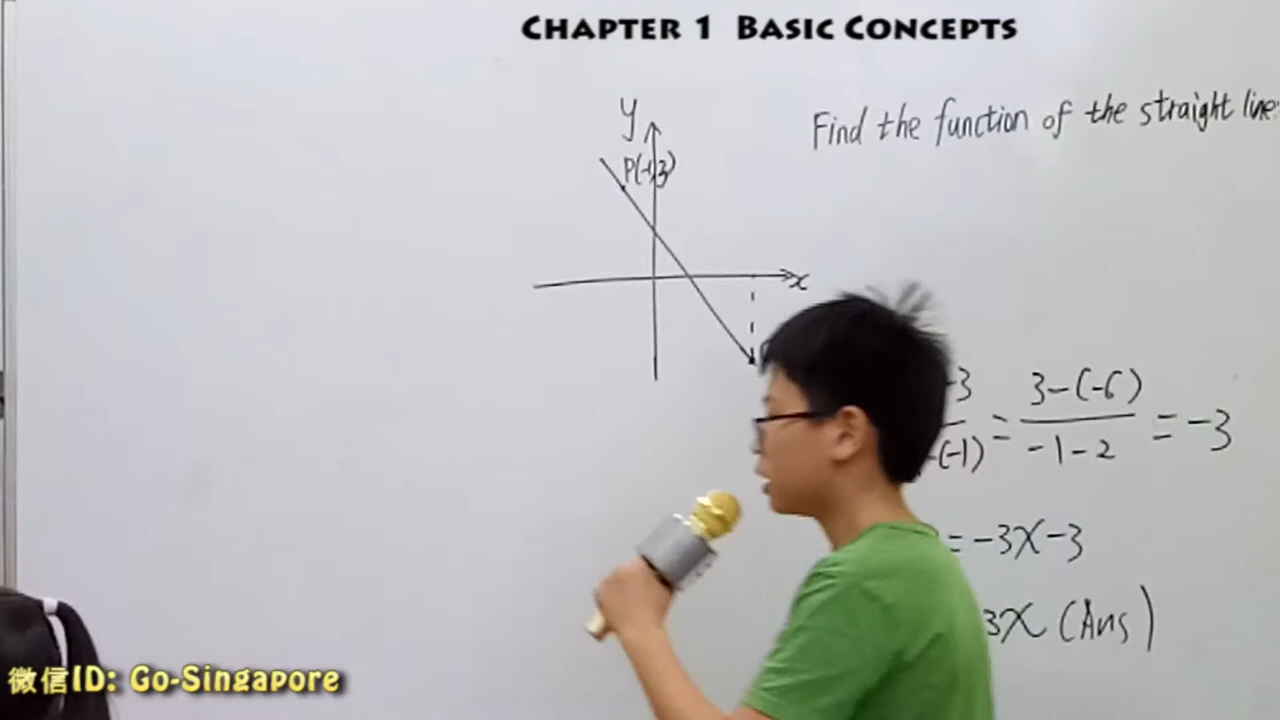 CHAPTER 1 BASIC CONCEPTS
y
Find the function of the straight line
P(-1,3)
x
-3 3-(-6)
= = -3
-(-1) -1-2
= -3x-3
3x (Ans)
微信ID: Go-Singapore